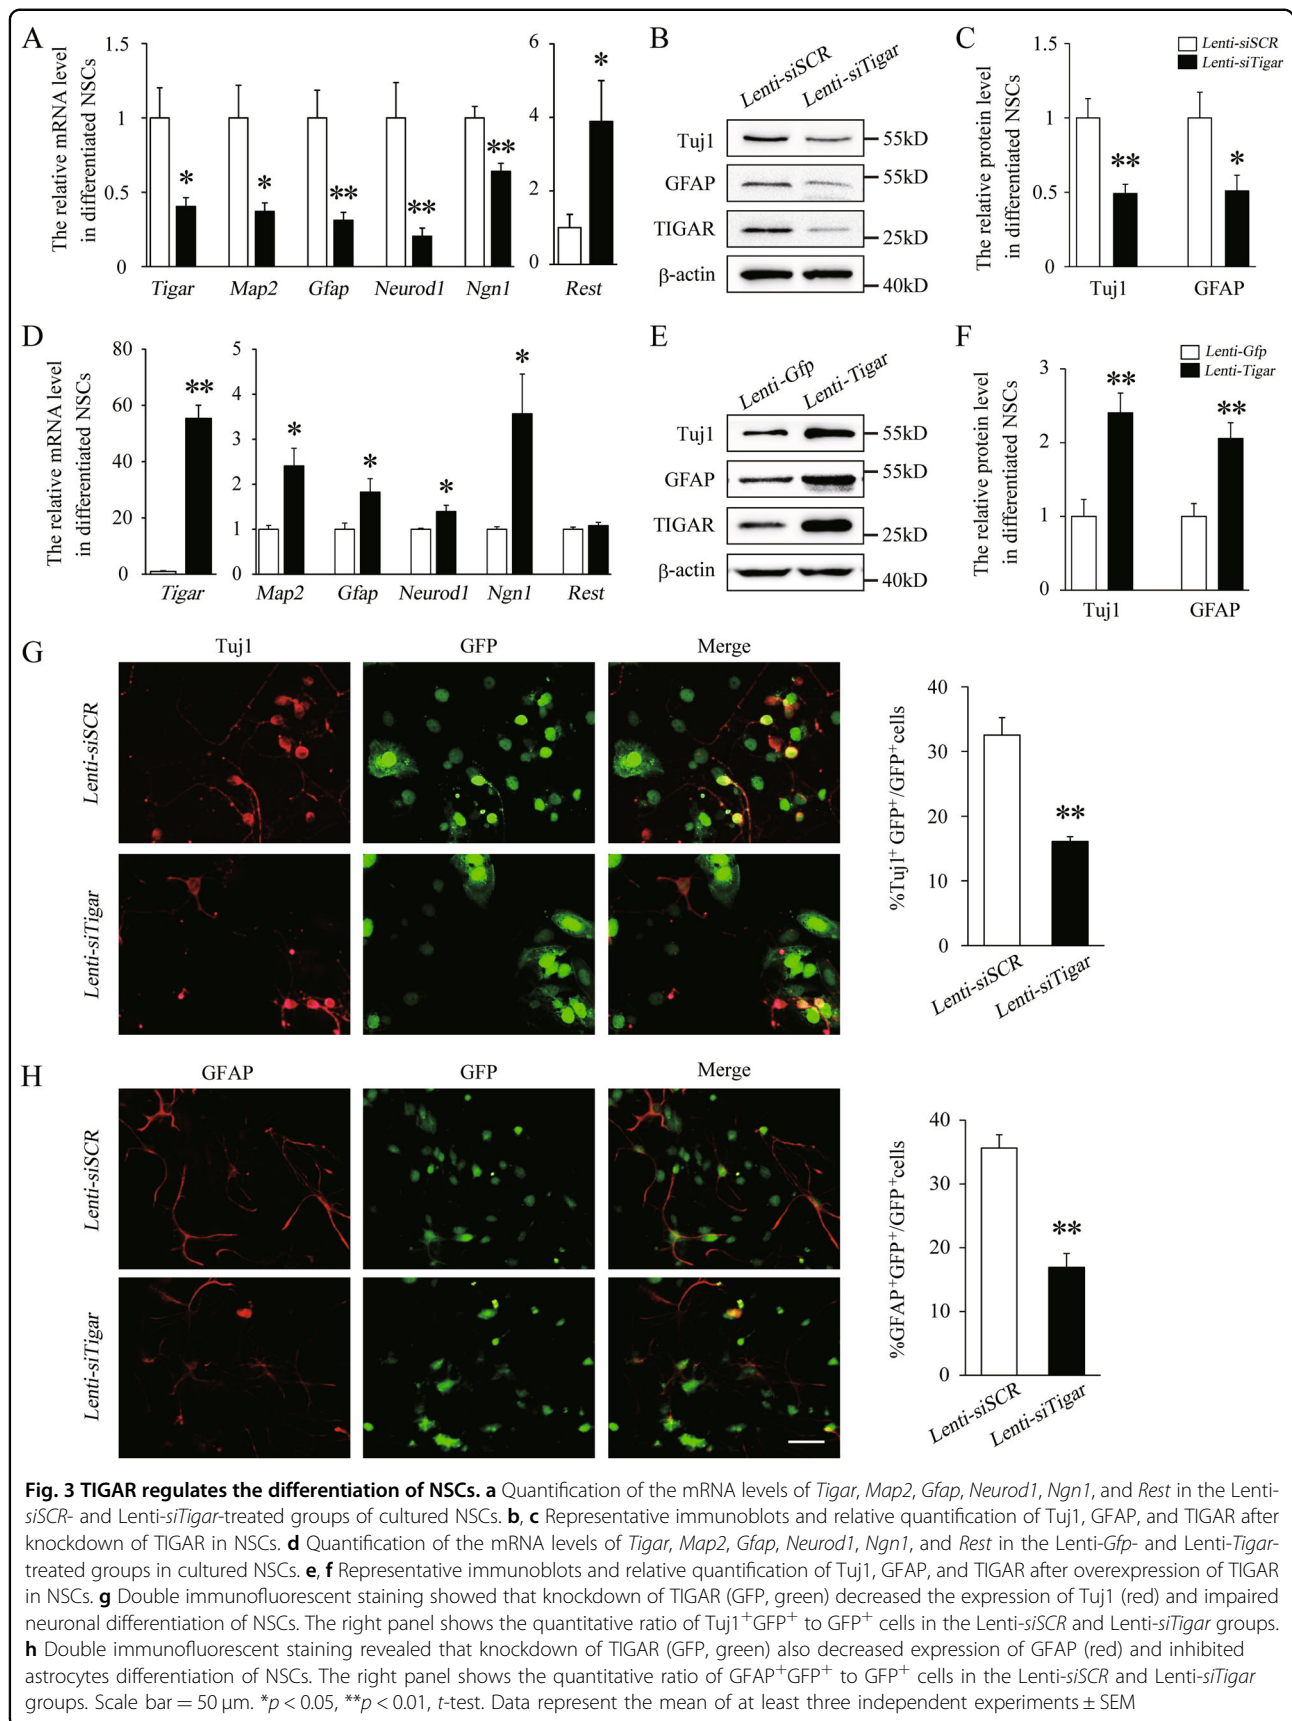 A
The relative mRNA level
in differentiated NSCs
1.5
1
0.5
0
*
*
**
**
**
Tigar
Map2
Gfap
Neurod1
Ngn1
6
4
2
0
*
Rest
B
Lenti-siSCR
Lenti-siTigar
Tuj1
55kD
GFAP
55kD
TIGAR
25kD
β-actin
40kD
C
The relative protein level
in differentiated NSCs
1.5
1
0.5
0
Lenti-siSCR
Lenti-siTigar
**
*
Tuj1
GFAP
D
The relative mRNA level
in differentiated NSCs
80
60
40
20
0
**
Tigar
5
4
3
2
1
0
*
*
*
*
Map2
Gfap
Neurod1
Ngn1
Rest
E
Lenti-Gfp
Lenti-Tigar
Tuj1
55kD
GFAP
55kD
TIGAR
25kD
β-actin
40kD
F
The relative protein level
in differentiated NSCs
3
2
1
0
Lenti-Gfp
Lenti-Tigar
**
**
Tuj1
GFAP
G
Tuj1
GFP
Merge
Lenti-siSCR
Lenti-siTigar
%Tuj1⁺ GFP⁺/GFP⁺cells
40
30
20
10
0
**
Lenti-siSCR
Lenti-siTigar
H
GFAP
GFP
Merge
Lenti-siSCR
Lenti-siTigar
%GFAP⁺GFP⁺/GFP⁺cells
40
30
20
10
0
**
Lenti-siSCR
Lenti-siTigar
Fig. 3 TIGAR regulates the differentiation of NSCs. a Quantification of the mRNA levels of Tigar, Map2, Gfap, Neurod1, Ngn1, and Rest in the Lenti-
siSCR- and Lenti-siTigar-treated groups of cultured NSCs. b, c Representative immunoblots and relative quantification of Tuj1, GFAP, and TIGAR after
knockdown of TIGAR in NSCs. d Quantification of the mRNA levels of Tigar, Map2, Gfap, Neurod1, Ngn1, and Rest in the Lenti-Gfp- and Lenti-Tigar-
treated groups in cultured NSCs. e, f Representative immunoblots and relative quantification of Tuj1, GFAP, and TIGAR after overexpression of TIGAR
in NSCs. g Double immunofluorescent staining showed that knockdown of TIGAR (GFP, green) decreased the expression of Tuj1 (red) and impaired
neuronal differentiation of NSCs. The right panel shows the quantitative ratio of Tuj1⁺GFP⁺ to GFP⁺ cells in the Lenti-siSCR and Lenti-siTigar groups.
h Double immunofluorescent staining revealed that knockdown of TIGAR (GFP, green) also decreased expression of GFAP (red) and inhibited
astrocytes differentiation of NSCs. The right panel shows the quantitative ratio of GFAP⁺GFP⁺ to GFP⁺ cells in the Lenti-siSCR and Lenti-siTigar
groups. Scale bar = 50 μm. *p < 0.05, **p < 0.01, t-test. Data represent the mean of at least three independent experiments ± SEM